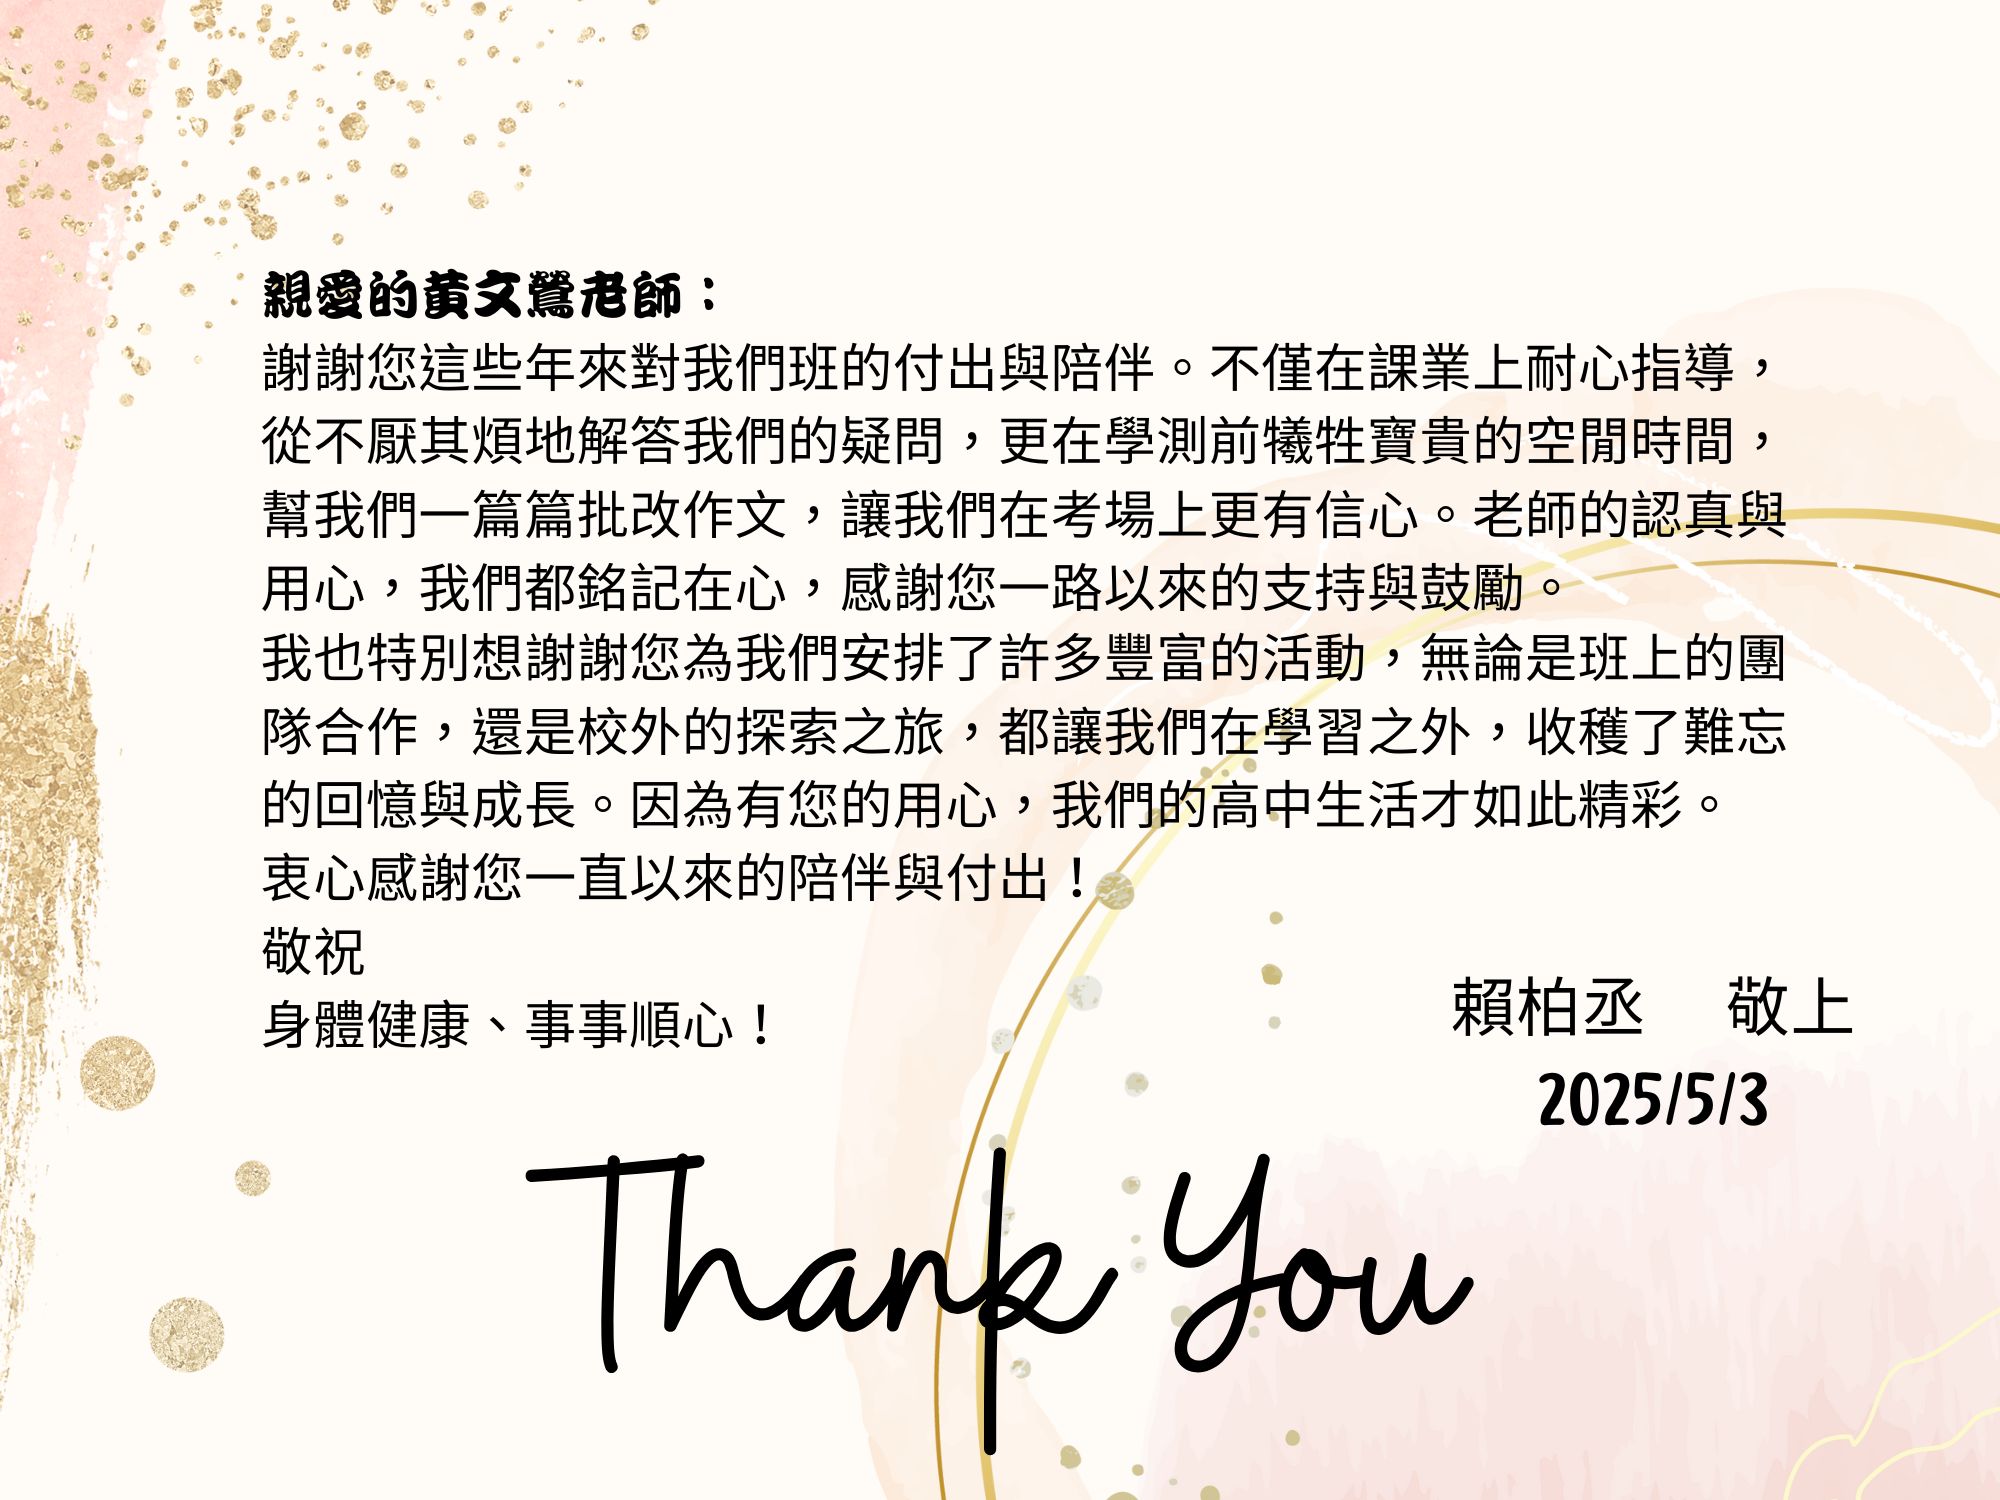 親愛的黃文鶯老師：
謝謝您這些年來對我們班的付出與陪伴。不僅在課業上耐心指導，
從不厭其煩地解答我們的疑問，更在學測前犧牲寶貴的空閒時間，
幫我們一篇篇批改作文，讓我們在考場上更有信心。老師的認真與
用心，我們都銘記在心，感謝您一路以來的支持與鼓勵。
我也特別想謝謝您為我們安排了許多豐富的活動，無論是班上的團
隊合作，還是校外的探索之旅，都讓我們在學習之外，收穫了難忘
的回憶與成長。因為有您的用心，我們的高中生活才如此精彩。
衷心感謝您一直以來的陪伴與付出！
敬祝
身體健康、事事順心！
賴柏丞　敬上
2025/5/3
Thank You